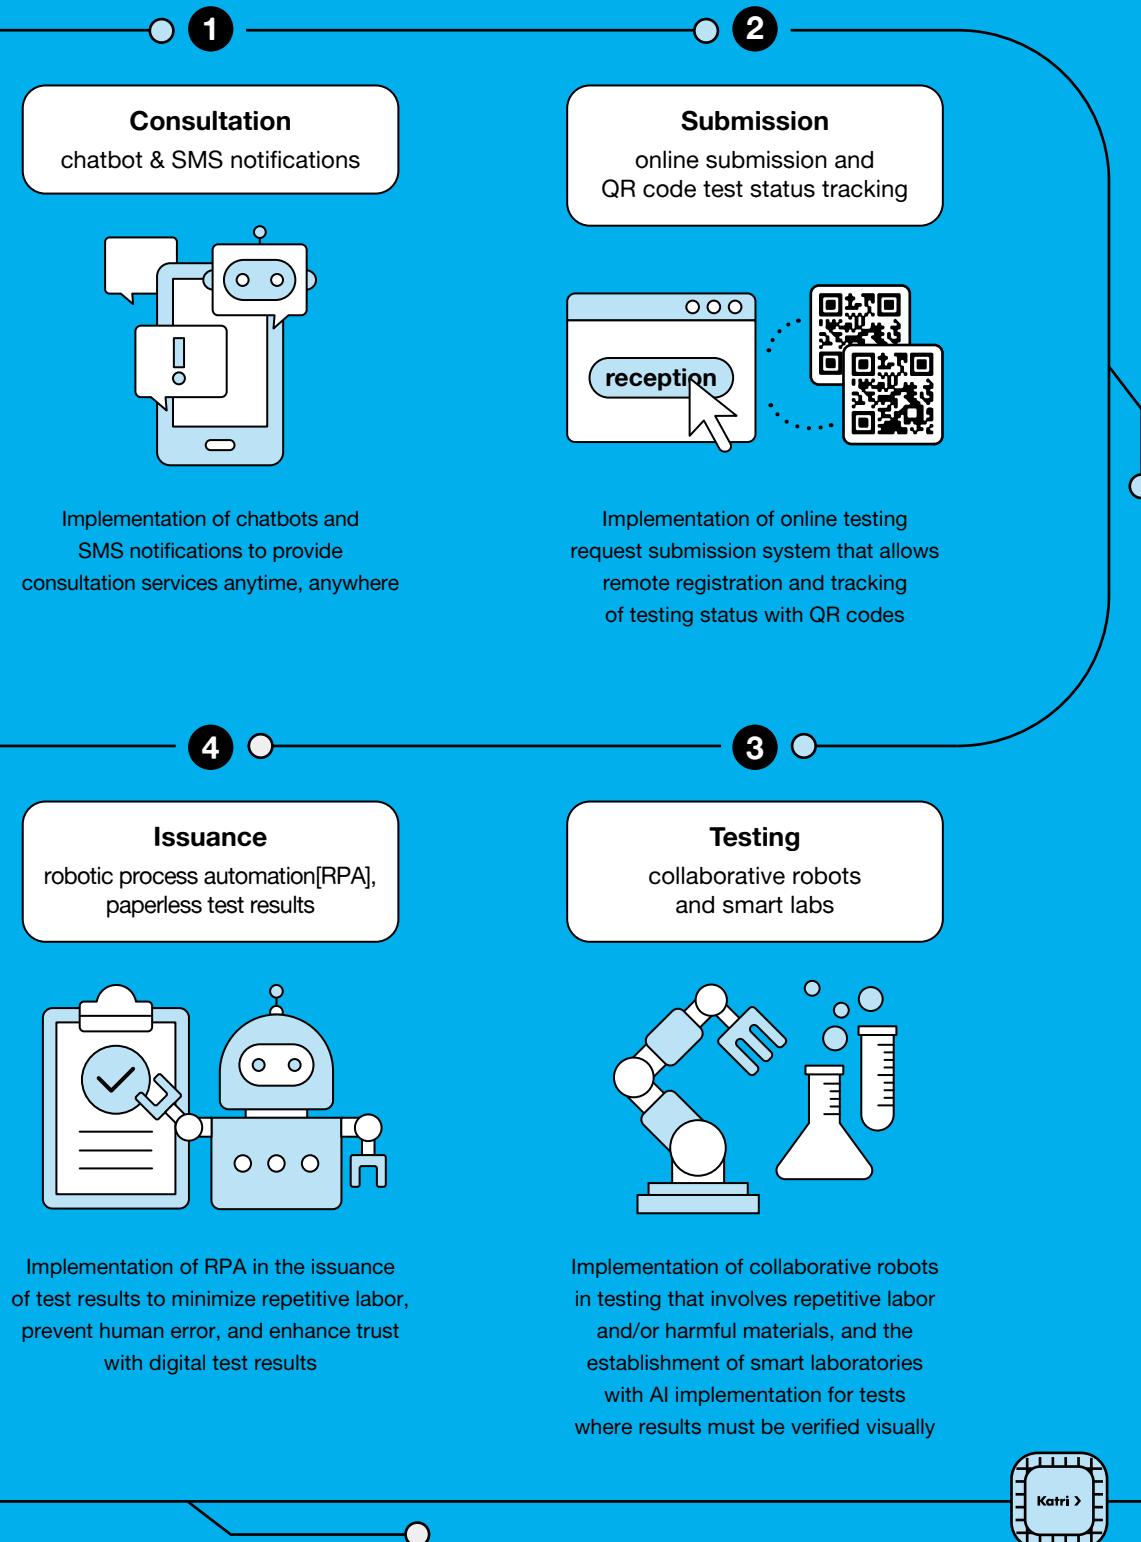 1
Consultation
chatbot & SMS notifications
Implementation of chatbots and
SMS notifications to provide
consultation services anytime, anywhere
2
Submission
online submission and
QR code test status tracking
reception
Implementation of online testing
request submission system that allows
remote registration and tracking
of testing status with QR codes
3
Testing
collaborative robots
and smart labs
Implementation of collaborative robots
in testing that involves repetitive labor
and/or harmful materials, and the
establishment of smart laboratories
with AI implementation for tests
where results must be verified visually
4
Issuance
robotic process automation[RPA],
paperless test results
Implementation of RPA in the issuance
of test results to minimize repetitive labor,
prevent human error, and enhance trust
with digital test results
Katri